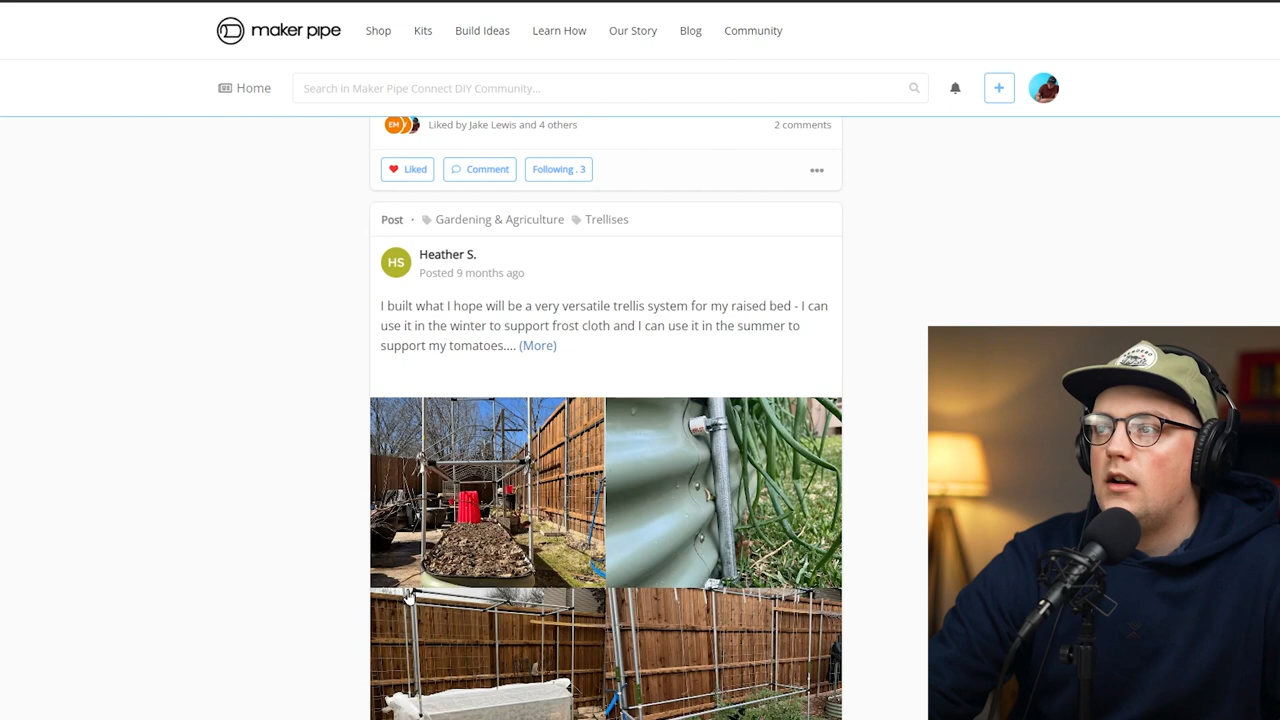 maker pipe Shop Kits Build Ideas Learn How Our Story Blog Community
Home Search in Maker Pipe Connect DIY Community... +
EM Liked by Jake Lewis and 4 others 2 comments
Liked Comment Following . 3 •••
Post • Gardening & Agriculture Trellises
HS Heather S.
Posted 9 months ago
I built what I hope will be a very versatile trellis system for my raised bed - I can
use it in the winter to support frost cloth and I can use it in the summer to
support my tomatoes.... (More)